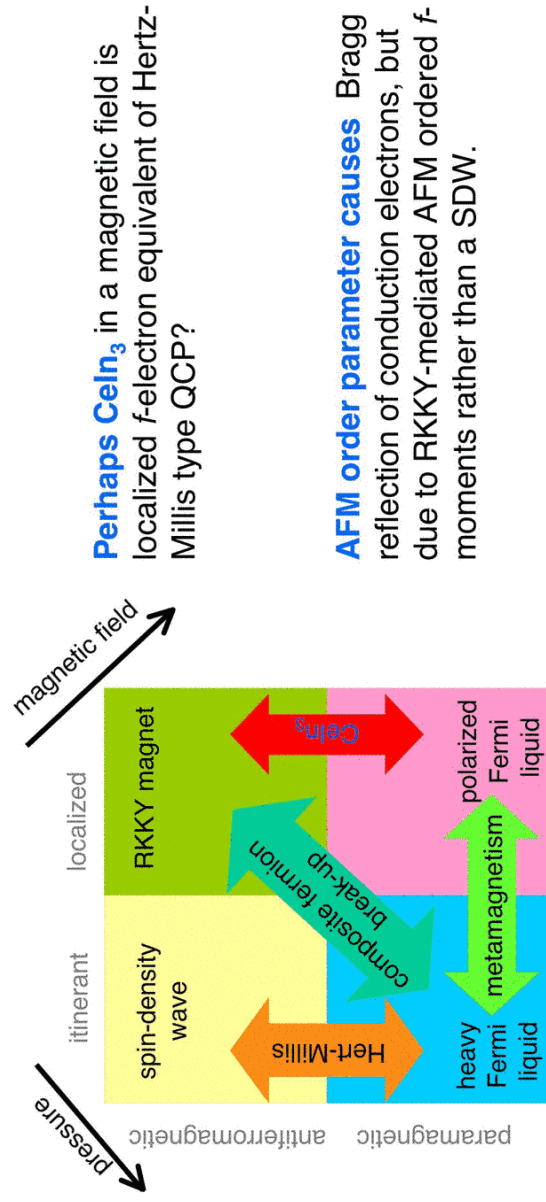 pressure
magnetic field
itinerant
localized
antiferromagnetic
paramagnetic
spin-density
wave
RKKY magnet
Hert-Millis
composite fermion
break-up
CeIn₃
heavy
Fermi
liquid
metamagnetism
polarized
Fermi
liquid
Perhaps CeIn₃ in a magnetic field is
localized f-electron equivalent of Hertz-
Millis type QCP?
AFM order parameter causes Bragg
reflection of conduction electrons, but
due to RKKY-mediated AFM ordered f-
moments rather than a SDW.